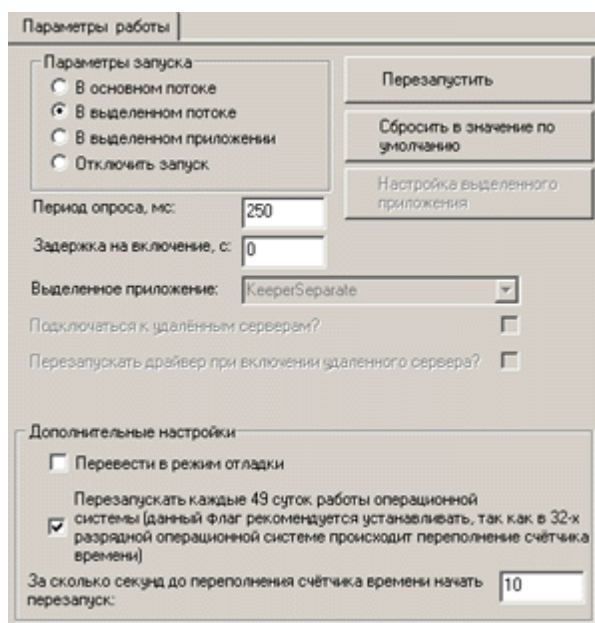 Параметры работы
Параметры запуска
В основном потоке
В выделенном потоке
В выделенном приложении
Отключить запуск
Перезапустить
Сбросить в значение по
умолчанию
Настройка выделенного
приложения
Период опроса, мс:
250
Задержка на включение, с:
0
Выделенное приложение:
KeeperSeparate
Подключаться к удалённым серверам?
Перезапускать драйвер при включении удаленного сервера?
Дополнительные настройки
Перевести в режим отладки
Перезапускать каждые 49 суток работы операционной
системы (данный флаг рекомендуется устанавливать, так как в 32-х
разрядной операционной системе происходит переполнение счётчика
времени)
За сколько секунд до переполнения счётчика времени начать
перезапуск:
10